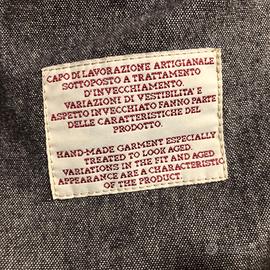 CAPO DI LAVORAZIONE ARTIGIANALE
SOTTOPOSTO A TRATTAMENTO
D'INVECCHIAMENTO.
VARIAZIONI DI VESTIBILITA' E
ASPETTO INVECCHIATO FANNO PARTE
DELLE CARATTERISTICHE DEL
PRODOTTO.
HAND-MADE GARMENT ESPECIALLY
TREATED TO LOOK AGED.
VARIATIONS IN THE FIT AND AGED
APPEARANCE ARE A CHARACTERISTIC
OF THE PRODUCT.